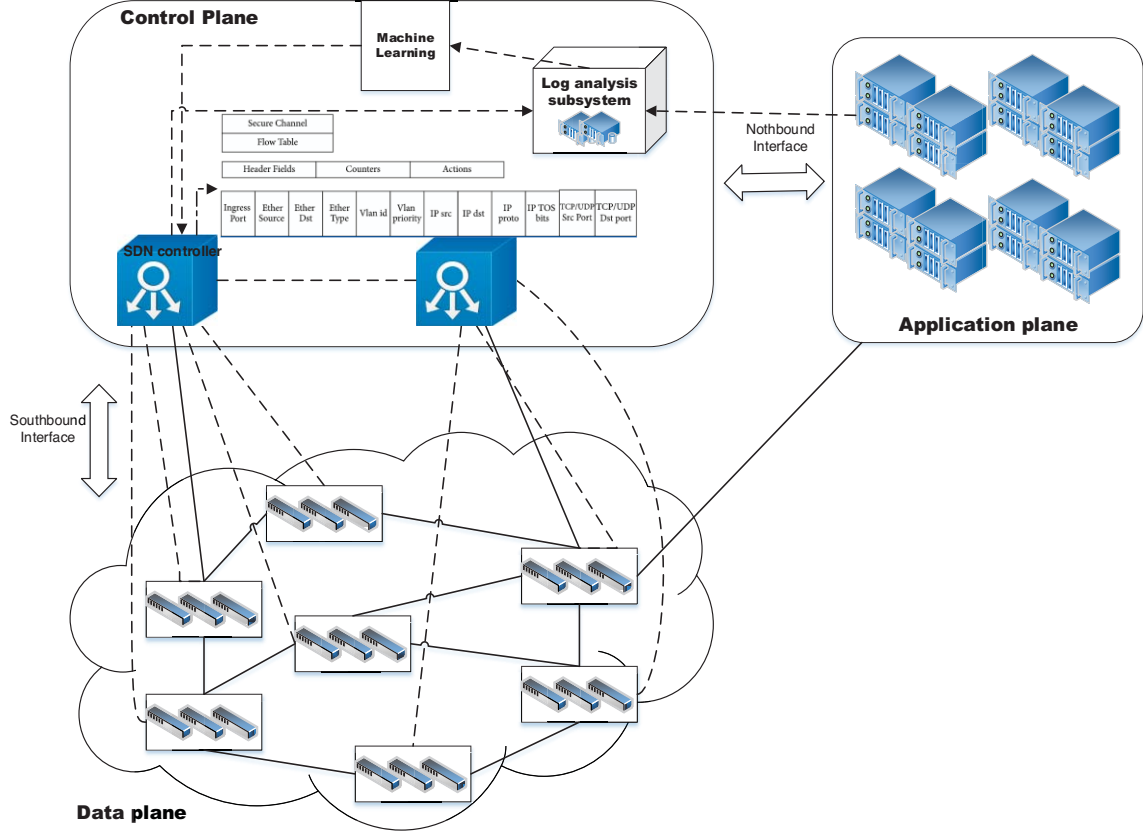 Control Plane
Machine
Learning
Log analysis
subsystem
Secure Channel
Flow Table
Header Fields
Counters
Actions
Ingress
Port
Ether
Source
Ether
Dst
Ether
Type
Vlan id
Vlan
priority
IP src
IP dst
IP
proto
IP TOS
bits
TCP/UDP
Src Port
TCP/UDP
Dst port
SDN controller
Nothbound
Interface
Application plane
Southbound
Interface
Data plane